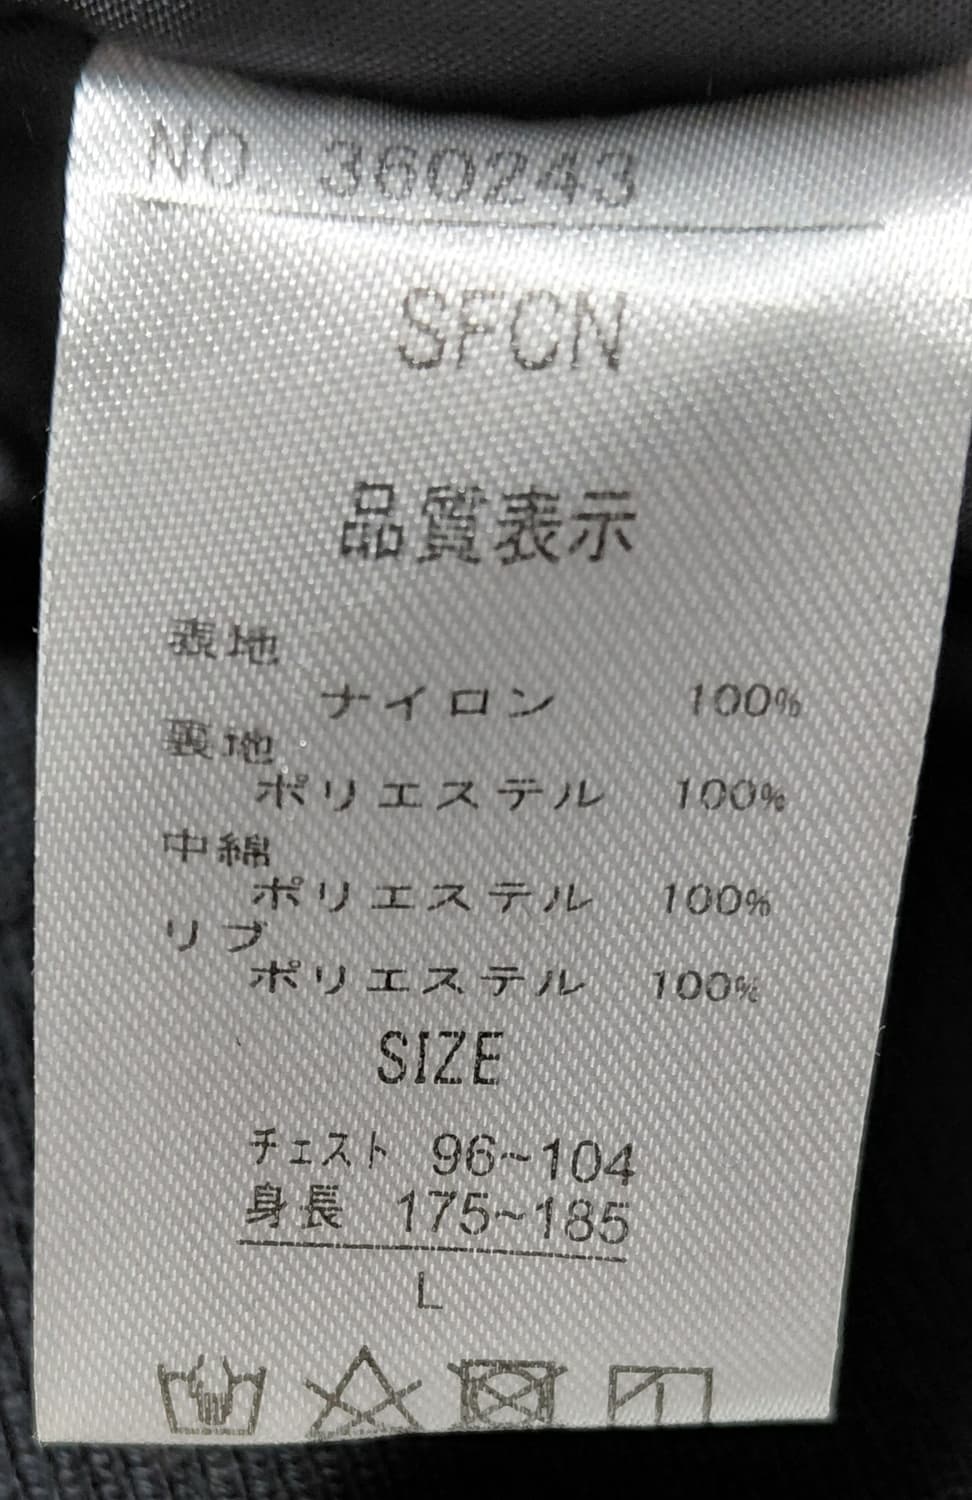 NO. 360243
SFCN
品質表示
表地
ナイロン 100%
裏地
ポリエステル 100%
中綿
ポリエステル 100%
リブ
ポリエステル 100%
SIZE
チェスト 96~104
身長 175~185
L